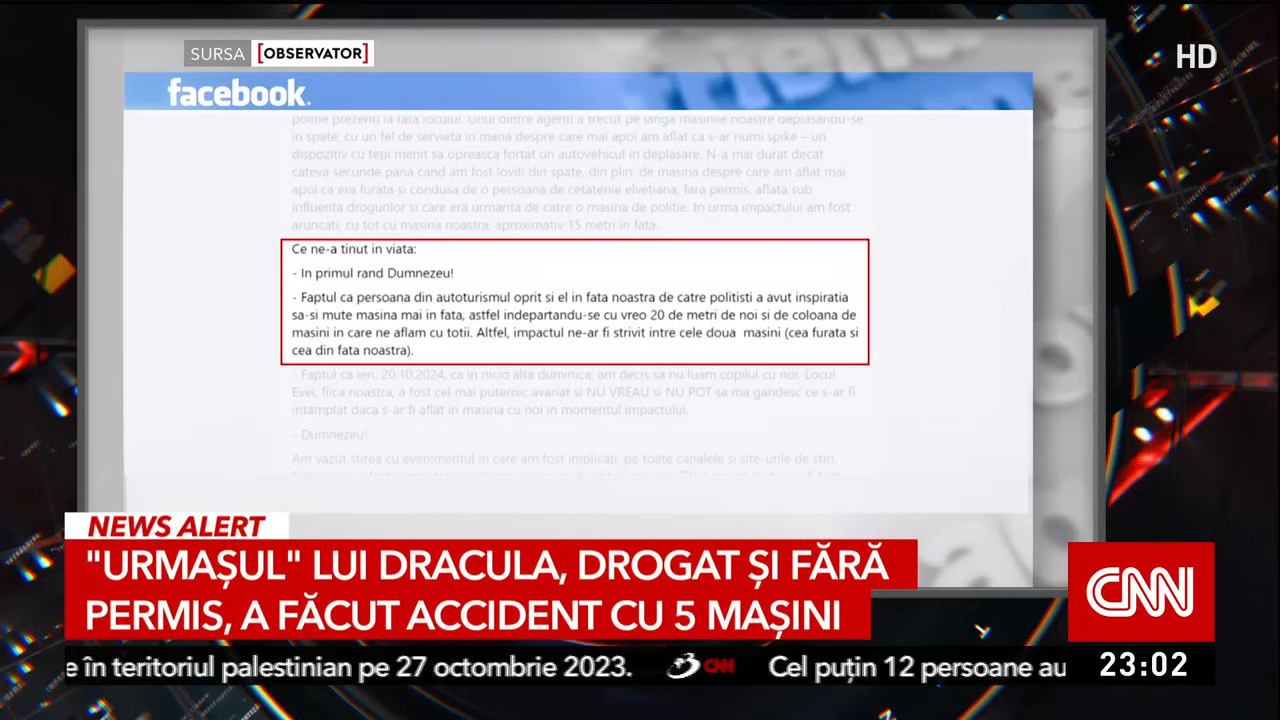 SURSA [OBSERVATOR]
HD
facebook.
politie prezenti la fata locului. Unul dintre agenti a trecut pe langa masinile noastre deplasandu-se
in spate, cu un fel de servieta in mana despre care mai apoi am aflat ca s-ar numi spike – un
dispozitiv cu tepi menit sa opreasca fortat un autovehicul in deplasare. N-a mai durat decat
cateva secunde pana cand am fost loviti din spate, din plin, de masina despre care am aflat mai
apoi ca era furata si condusa de o persoana de cetatenie elvetiana, fara permis, aflata sub
influenta drogurilor si care era urmarita de catre o masina de politie. In urma impactului am fost
aruncati, cu tot cu masina noastra, aproximativ 15 metri in fata.
Ce ne-a tinut in viata:
- In primul rand Dumnezeu!
- Faptul ca persoana din autoturismul oprit si el in fata noastra de catre politisti a avut inspiratia
sa-si mute masina mai in fata, astfel indepartandu-se cu vreo 20 de metri de noi si de coloana de
masini in care ne aflam cu totii. Altfel, impactul ne-ar fi strivit intre cele doua masini (cea furata si
cea din fata noastra).
- Faptul ca ieri, 20.10.2024, ca in nicio alta duminica, am decis sa nu luam copilul cu noi. Locul
Evei, fiica noastra, a fost cel mai puternic avariat si NU VREAU si NU POT sa ma gandesc ce s-ar fi
intamplat daca s-ar fi aflat in masina cu noi in momentul impactului.
- Dumnezeu!
Am vazut stirea cu evenimentul in care am fost implicati, pe toate canalele si site-urile de stiri.
NEWS ALERT
"URMAȘUL" LUI DRACULA, DROGAT ȘI FĂRĂ
PERMIS, A FĂCUT ACCIDENT CU 5 MAȘINI
CNN
e în teritoriul palestinian pe 27 octombrie 2023. 3 CNN Cel puțin 12 persoane au
23:02